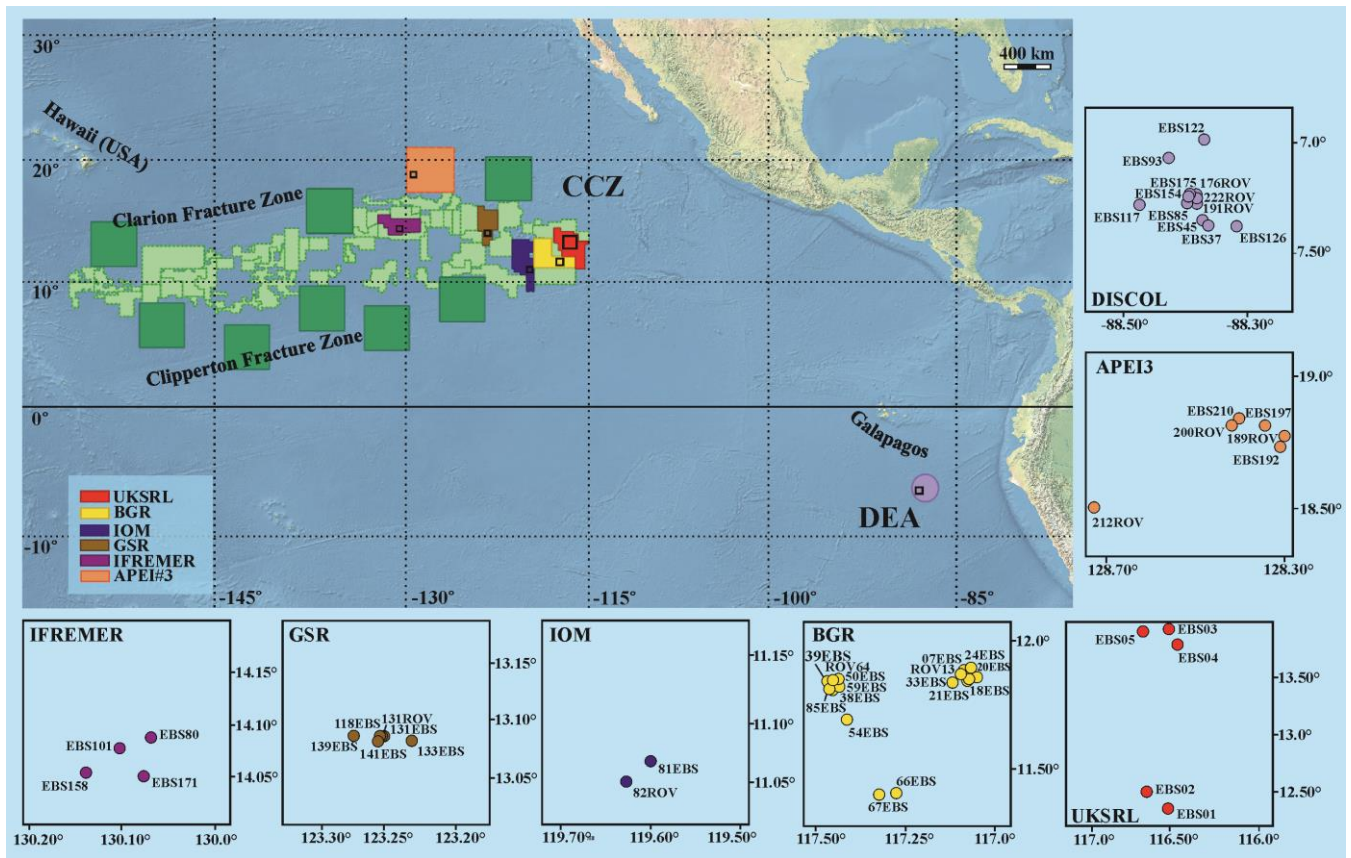 30°
20°
10°
0°
-10°
-145°
-130°
-115°
-100°
-85°
400 km
Hawaii (USA)
Clarion Fracture Zone
CCZ
Clipperton Fracture Zone
Galapagos
DEA
UKSRL
BGR
IOM
GSR
IFREMER
APEI#3
EBS122
EBS93
EBS175
176ROV
EBS154
222ROV
191ROV
EBS117
EBS85
EBS45
EBS37
EBS126
DISCOL
7.0°
7.50°
-88.50°
-88.30°
APEI3
EBS210
EBS197
200ROV
189ROV
EBS192
212ROV
19.0°
18.50°
128.70°
128.30°
IFREMER
EBS80
EBS101
EBS158
EBS171
14.15°
14.10°
14.05°
130.20°
130.10°
130.0°
GSR
118EBS
131ROV
131EBS
139EBS
141EBS
133EBS
13.15°
13.10°
13.05°
123.30°
123.25°
123.20°
IOM
81EBS
82ROV
11.15°
11.10°
11.05°
119.70°
119.60°
119.50°
BGR
39EBS
ROV64
50EBS
59EBS
38EBS
85EBS
54EBS
07EBS
24EBS
ROV13
20EBS
33EBS
18EBS
21EBS
66EBS
67EBS
12.0°
11.50°
117.50°
117.25°
117.0°
EBS05
EBS03
EBS04
EBS02
EBS01
UKSRL
13.50°
13.0°
12.50°
117.0°
116.50°
116.0°